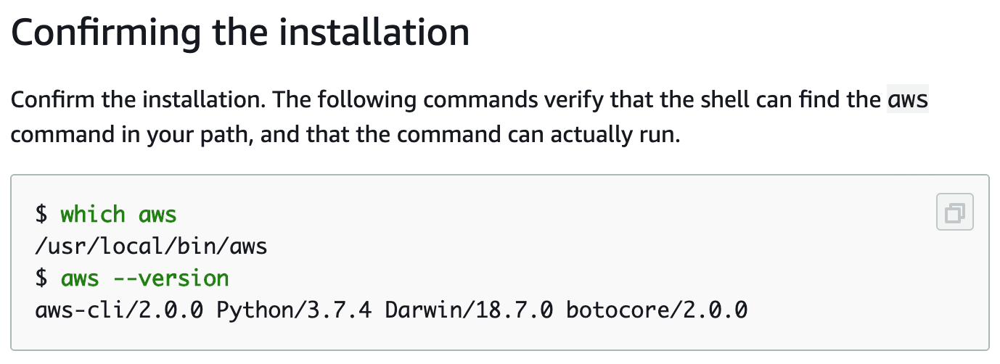 Confirming the installation
Confirm the installation. The following commands verify that the shell can find the aws
command in your path, and that the command can actually run.
$ which aws
/usr/local/bin/aws
$ aws --version
aws-cli/2.0.0 Python/3.7.4 Darwin/18.7.0 botocore/2.0.0